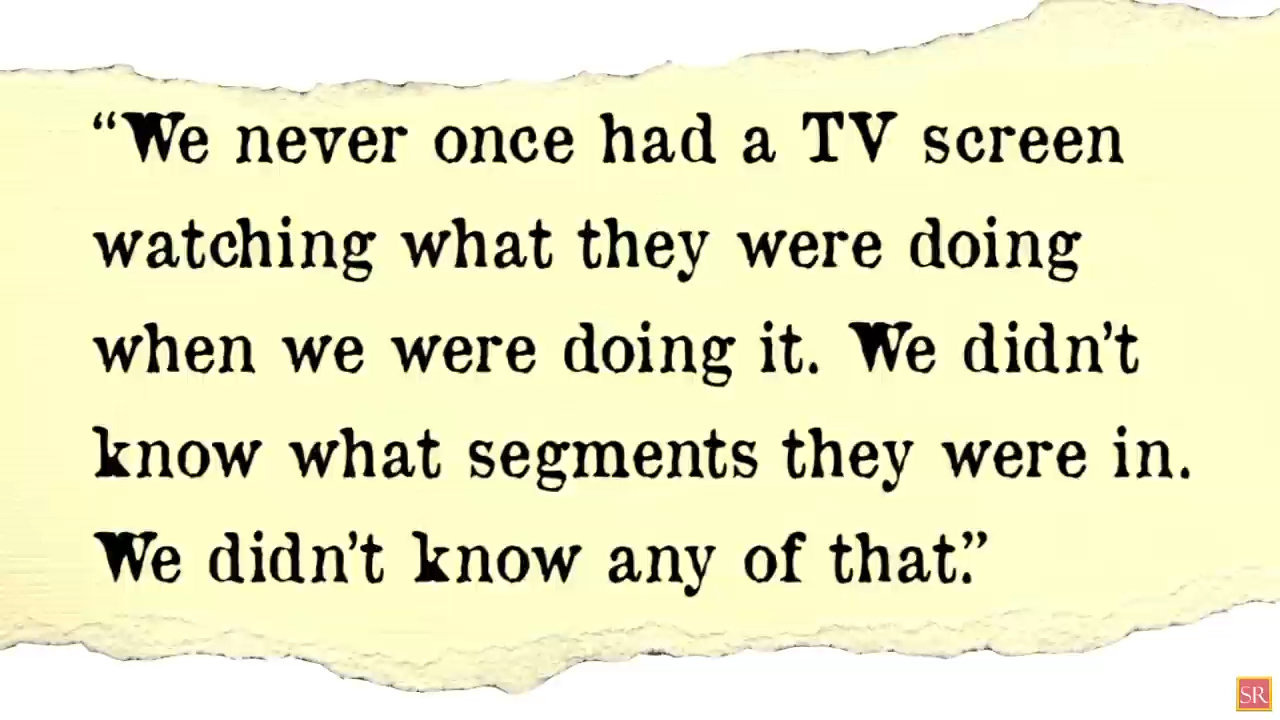 “We never once had a TV screen
watching what they were doing
when we were doing it. We didn’t
know what segments they were in.
We didn’t know any of that.”
SR